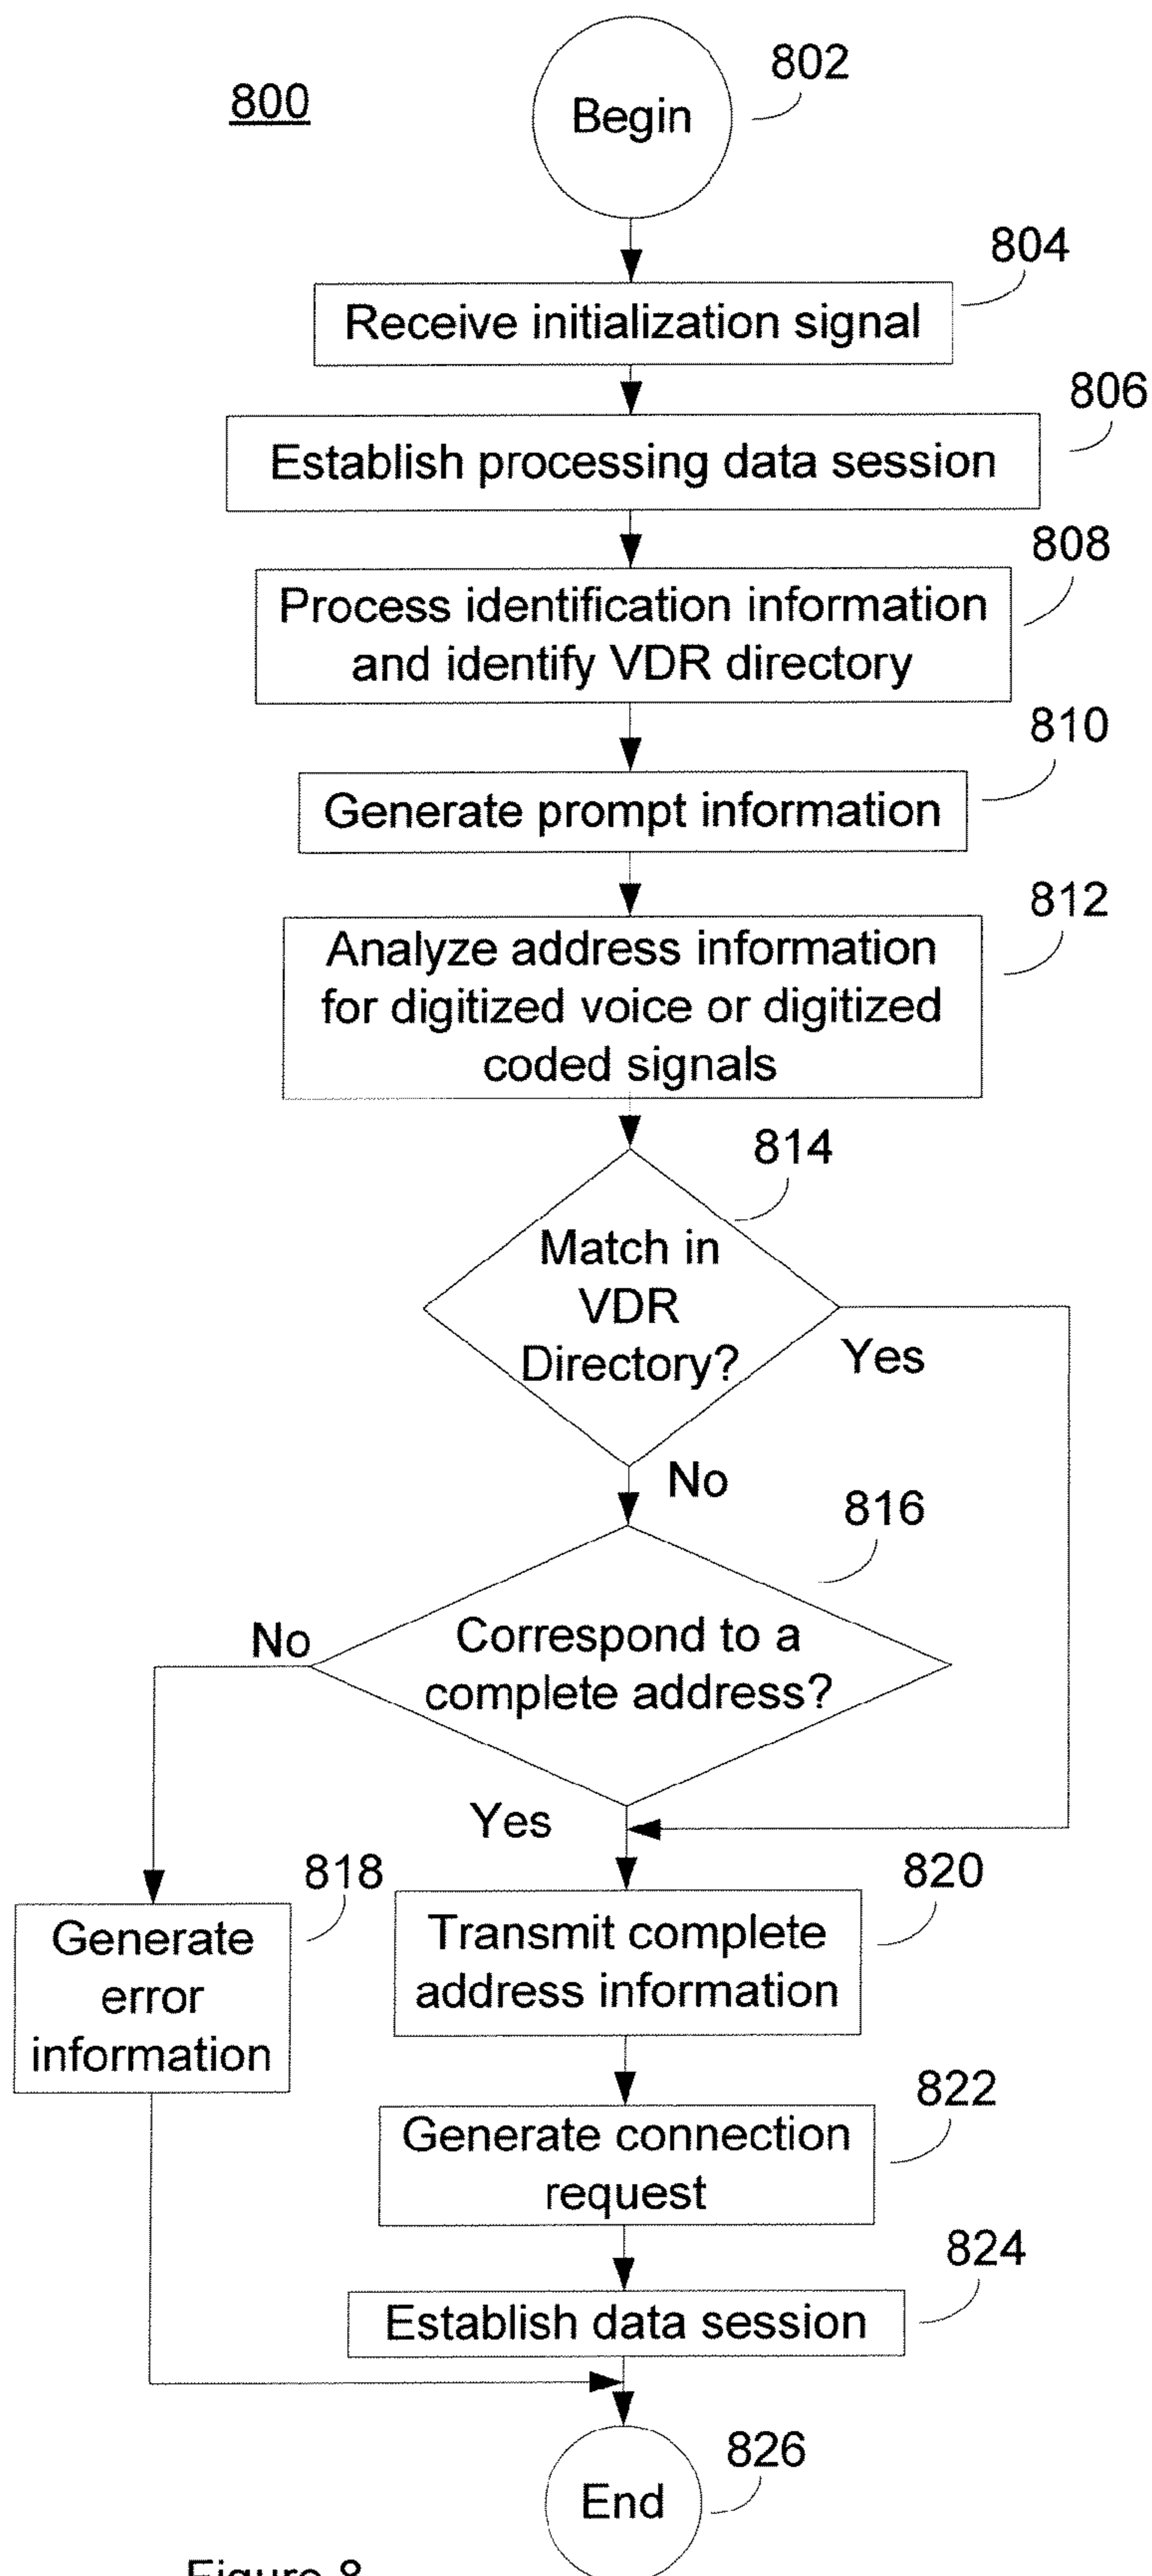 800
Begin
802
804
Receive initialization signal
806
Establish processing data session
808
Process identification information
and identify VDR directory
810
Generate prompt information
812
Analyze address information
for digitized voice or digitized
coded signals
814
Match in
VDR
Directory?
Yes
No
816
Correspond to a
complete address?
No
Yes
818
Generate
error
information
820
Transmit complete
address information
822
Generate connection
request
824
Establish data session
826
End
Figure 8